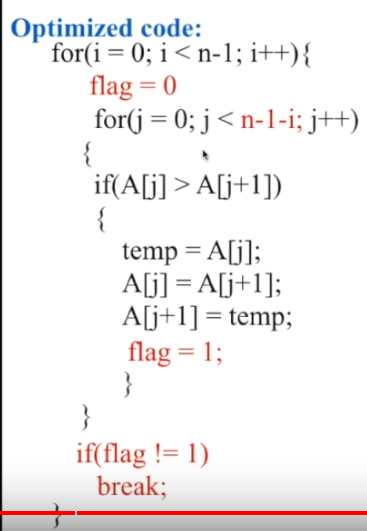 Optimized code:
for(i = 0; i < n-1; i++){
flag = 0
for(j = 0; j < n-1-i; j++)
{
if(A[j] > A[j+1])
{
temp = A[j];
A[j] = A[j+1];
A[j+1] = temp;
flag = 1;
}
}
if(flag != 1)
break;
}